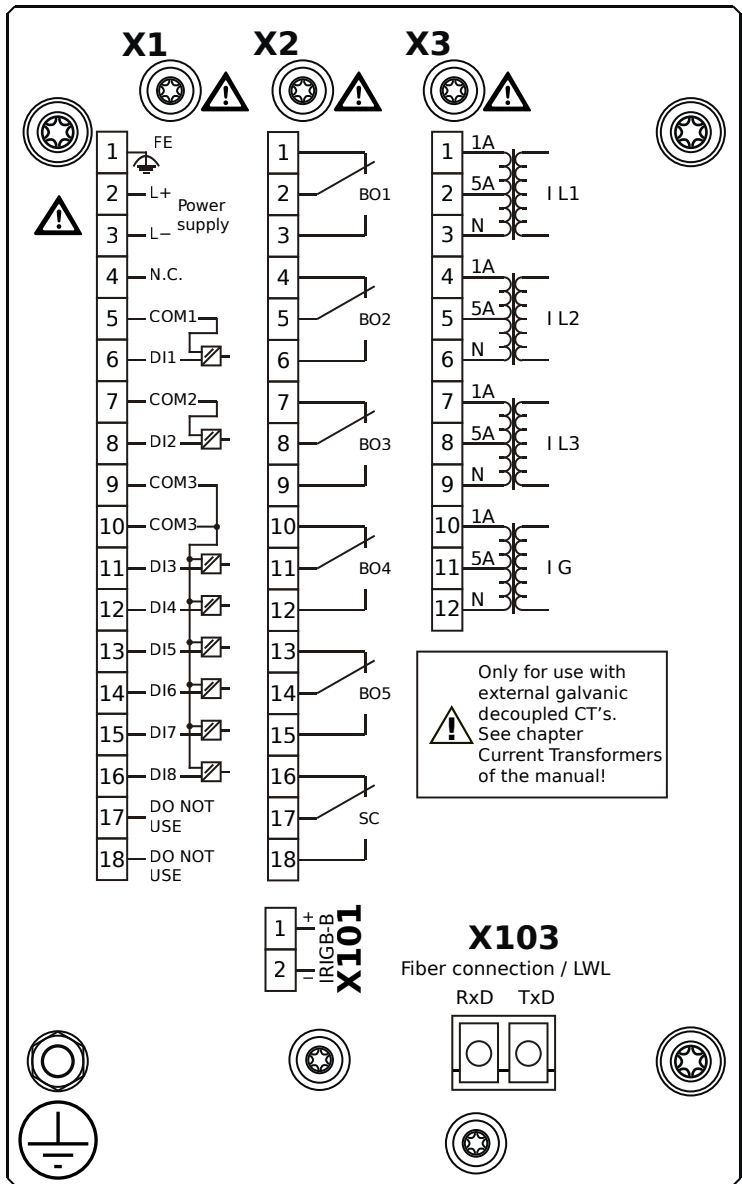 X1 X2 X3
1 FE
2 L+
Power
supply
3 L−
4 N.C.
5 COM1
6 DI1
7 COM2
8 DI2
9 COM3
10 COM3
11 DI3
12 DI4
13 DI5
14 DI6
15 DI7
16 DI8
17 DO NOT
USE
18 DO NOT
USE
1
2 BO1
3
4
5 BO2
6
7
8 BO3
9
10
11 BO4
12
13
14 BO5
15
16
17 SC
18
1 1A
2 5A I L1
3 N
4 1A
5 5A I L2
6 N
7 1A
8 5A I L3
9 N
10 1A
11 5A I G
12 N
Only for use with
external galvanic
decoupled CT's.
See chapter
Current Transformers
of the manual!
1 +
2 −
IRIGB-B
X101
X103
Fiber connection / LWL
RxD TxD